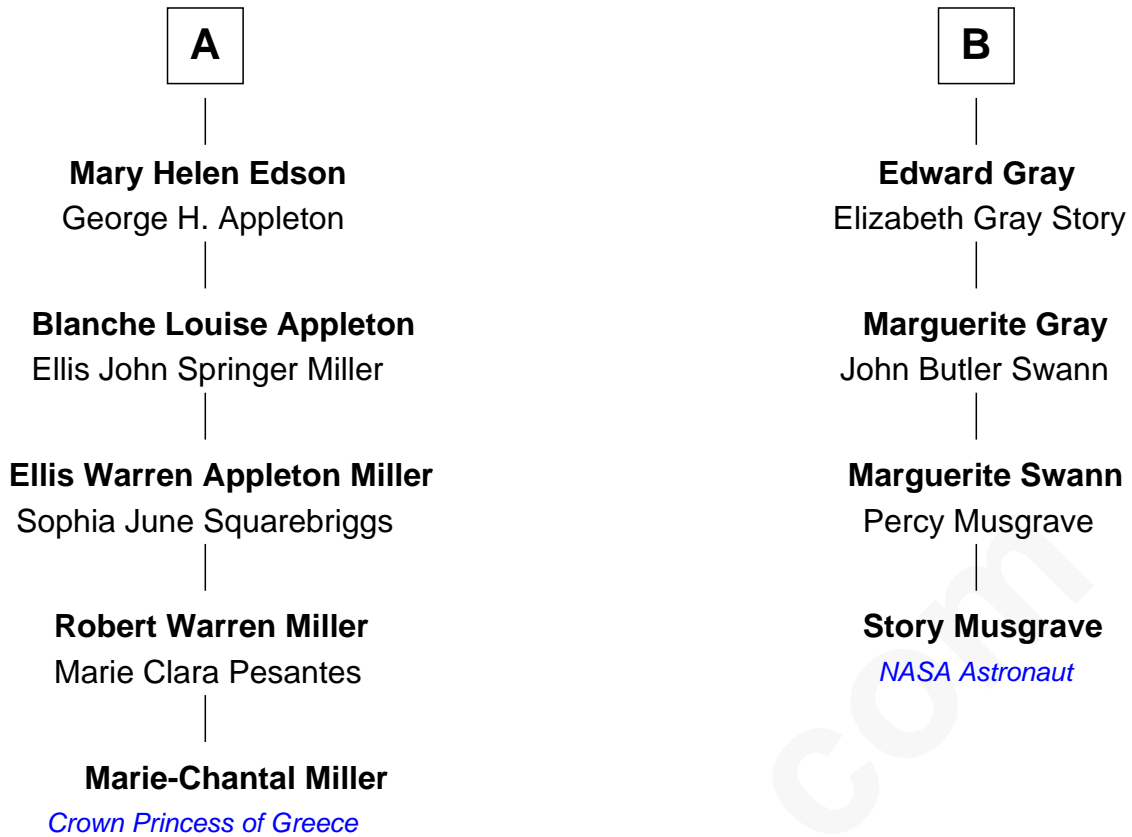 A
Mary Helen Edson
George H. Appleton
Blanche Louise Appleton
Ellis John Springer Miller
Ellis Warren Appleton Miller
Sophia June Squarebriggs
Robert Warren Miller
Marie Clara Pesantes
Marie-Chantal Miller
Crown Princess of Greece
B
Edward Gray
Elizabeth Gray Story
Marguerite Gray
John Butler Swann
Marguerite Swann
Percy Musgrave
Story Musgrave
NASA Astronaut
com